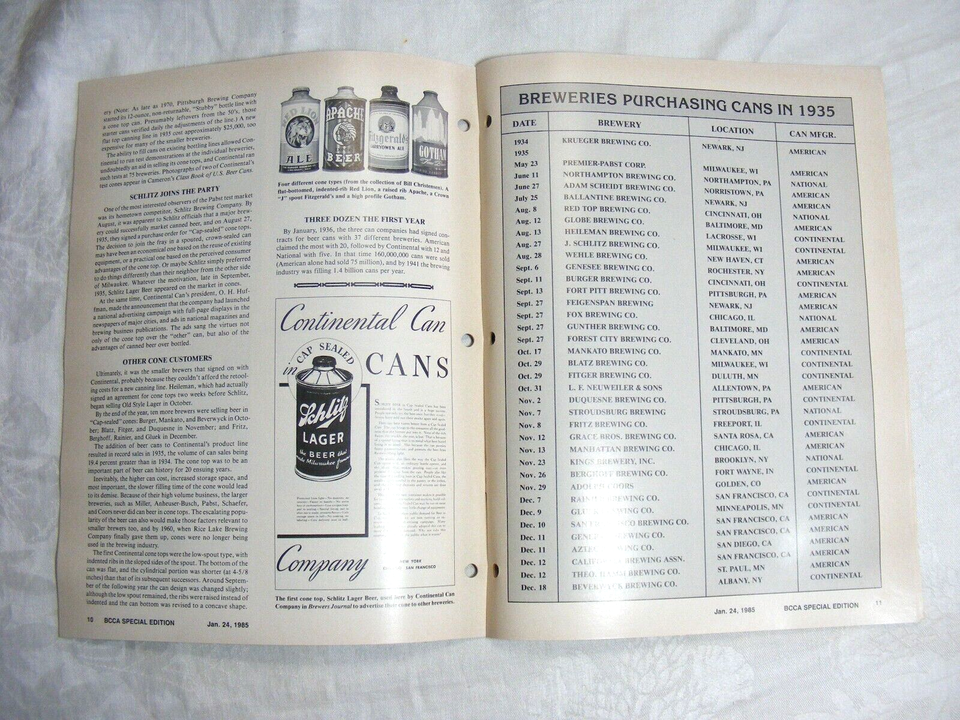 ery (Note: As late as 1970, Pittsburgh Brewing Company
started its 12-ounce, non-returnable, "Stubby" bottle line with
a cone top can. Presumably leftovers from the 50's, those
starter cans verified daily the adjustments of the line.) A new
flat top canning line in 1935 cost approximately $25,000, too
expensive for many of the smaller breweries.
The ability to fill cans on existing bottling lines allowed Con-
tinental to run test demonstrations at the individual breweries,
undoubtedly an aid in selling its cone tops, and Continental ran
such tests at 75 breweries. Photographs of two of Continental's
test cones appear in Cameron's Class Book of U.S. Beer Cans.
SCHLITZ JOINS THE PARTY
One of the most interested observers of the Pabst test market
was its hometown competitor, Schlitz Brewing Company. By
August, it was apparent to Schlitz officials that a major brew-
ery could successfully market canned beer, and on August 27,
1935, they signed a purchase order for "Cap-sealed" cone tops.
The decision to join the fray in a spouted, crown-sealed can
may have been an economical one based on the reuse of existing
equipment, or a practical one based on the perceived consumer
advantages of the cone top. Or maybe Schlitz simply preferred
to do things differently than their neighbor from the other side
of Milwaukee. Whatever the motivation, late in September,
1935, Schlitz Lager Beer appeared on the market in cones.
At the same time, Continental Can's president, O. H. Huf-
fman, made the announcement that the company had launched
a national advertising campaign with full-page displays in the
newspapers of major cities, and ads in national magazines and
brewing business publications. The ads sang the virtues not
only of the cone top over the "other" can, but also of the
advantages of canned beer over bottled.
OTHER CONE CUSTOMERS
Ultimately, it was the smaller brewers that signed on with
Continental, probably because they couldn't afford the retool-
ing costs for a new canning line. Heileman, which had actually
signed an agreement for cone tops two weeks before Schlitz,
began selling Old Style Lager in October.
By the end of the year, ten more brewers were selling beer in
"Cap-sealed" cones: Burger, Mankato, and Beverwyck in Octo-
ber; Blatz, Fitger, and Duquesne in November; and Fritz,
Berghoff, Rainier, and Gluek in December.
The addition of beer cans to Continental's product line
resulted in record sales in 1935, the volume of can sales being
19.4 percent greater than in 1934. The cone top was to be an
important part of beer can history for 20 ensuing years.
Inevitably, the higher can cost, increased storage space, and
most important, the slower filling time of the cones would lead
to its demise. Because of their high volume business, the larger
breweries, such as Miller, Anheuser-Busch, Pabst, Schaefer,
and Coors never did can beer in cone tops. The escalating popu-
larity of the beer can also would make those factors relevant to
smaller brewers too, and by 1960, when Rice Lake Brewing
Company finally gave them up, cones were no longer being
used in the brewing industry.
The first Continental cone tops were the low-spout type, with
indented ribs in the sloped sides of the spout. The bottom of the
can was flat, and the cylindrical portion was shorter (at 4-5/8
inches) than that of its subsequent successors. Around Septem-
ber of the following year the can design was changed slightly;
although the low spout remained, the ribs were raised instead of
indented and the can bottom was revised to a concave shape.
10 BCCA SPECIAL EDITION Jan. 24, 1985
ALE
APACHE
BEER
Fitzgerald's
GOTHAM
Four different cone types (from the collection of Bill Christensen). A
flat-bottomed, indented-rib Red Lion, a raised rib Apache, a Crown
"J" spout Fitzgerald's and a high profile Gotham.
THREE DOZEN THE FIRST YEAR
By January, 1936, the three can companies had signed con-
tracts for beer cans with 37 different breweries. American
claimed the most with 20, followed by Continental with 12 and
National with five. In that time 160,000,000 cans were sold
(American alone had sold 75 million), and by 1941 the brewing
industry was filling 1.4 billion cans per year.
Continental Can
in CAP SEALED CANS
Schlitz
LAGER
the BEER that
made Milwaukee famous
Company
NEW YORK
SAN FRANCISCO
The first cone top, Schlitz Lager Beer, used here by Continental Can
Company in Brewers Journal to advertise their cone to other breweries.
BREWERIES PURCHASING CANS IN 1935
DATE BREWERY LOCATION CAN MFGR.
1934 KRUEGER BREWING CO. NEWARK, NJ AMERICAN
1935
May 23 PREMIER-PABST CORP. MILWAUKEE, WI AMERICAN
June 11 NORTHAMPTON BREWING CO. NORTHAMPTON, PA NATIONAL
June 27 ADAM SCHEIDT BREWING CO. NORRISTOWN, PA AMERICAN
July 25 BALLANTINE BREWING CO. NEWARK, NJ AMERICAN
Aug. 8 RED TOP BREWING CO. CINCINNATI, OH NATIONAL
Aug. 12 GLOBE BREWING CO. BALTIMORE, MD AMERICAN
Aug. 13 HEILEMAN BREWING CO. LACROSSE, WI CONTINENTAL
Aug. 27 J. SCHLITZ BREWING CO. MILWAUKEE, WI CONTINENTAL
Aug. 28 WEHLE BREWING CO. NEW HAVEN, CT AMERICAN
Sept. 6 GENESEE BREWING CO. ROCHESTER, NY AMERICAN
Sept. 11 BURGER BREWING CO. CINCINNATI, OH CONTINENTAL
Sept. 13 FORT PITT BREWING CO. PITTSBURGH, PA AMERICAN
Sept. 27 FEIGENSPAN BREWING NEWARK, NJ AMERICAN
Sept. 27 FOX BREWING CO. CHICAGO, IL NATIONAL
Sept. 27 GUNTHER BREWING CO. BALTIMORE, MD AMERICAN
Sept. 27 FOREST CITY BREWING CO. CLEVELAND, OH AMERICAN
Oct. 17 MANKATO BREWING CO. MANKATO, MN CONTINENTAL
Oct. 29 BLATZ BREWING CO. MILWAUKEE, WI CONTINENTAL
Oct. 29 FITGER BREWING CO. DULUTH, MN CONTINENTAL
Oct. 31 L. F. NEUWEILER & SONS ALLENTOWN, PA AMERICAN
Nov. 2 DUQUESNE BREWING CO. PITTSBURGH, PA CONTINENTAL
Nov. 7 STROUDSBURG BREWING STROUDSBURG, PA NATIONAL
Nov. 8 FRITZ BREWING CO. FREEPORT, IL CONTINENTAL
Nov. 12 GRACE BROS. BREWING CO. SANTA ROSA, CA AMERICAN
Nov. 13 MANHATTAN BREWING CO. CHICAGO, IL AMERICAN
Nov. 23 KINGS BREWERY, INC. BROOKLYN, NY NATIONAL
Nov. 26 BERGHOFF BREWING CO. FORT WAYNE, IN CONTINENTAL
Nov. 29 ADOLPH COORS GOLDEN, CO AMERICAN
Dec. 7 BREWING CO. SAN FRANCISCO, CA CONTINENTAL
Dec. 9 BREWING CO. MINNEAPOLIS, MN CONTINENTAL
Dec. 10 SAN FRANCISCO BREWING CO. SAN FRANCISCO, CA AMERICAN
Dec. 11 BREWING CO. SAN FRANCISCO, CA AMERICAN
Dec. 11 AZTEC BREWING CO. SAN DIEGO, CA AMERICAN
Dec. 12 BREWING ASSN. SAN FRANCISCO, CA AMERICAN
Dec. 12 THEO. BREWING CO. ST. PAUL, MN AMERICAN
Dec. 18 BREWING CO. ALBANY, NY CONTINENTAL
Jan. 24, 1985 BCCA SPECIAL EDITION 11